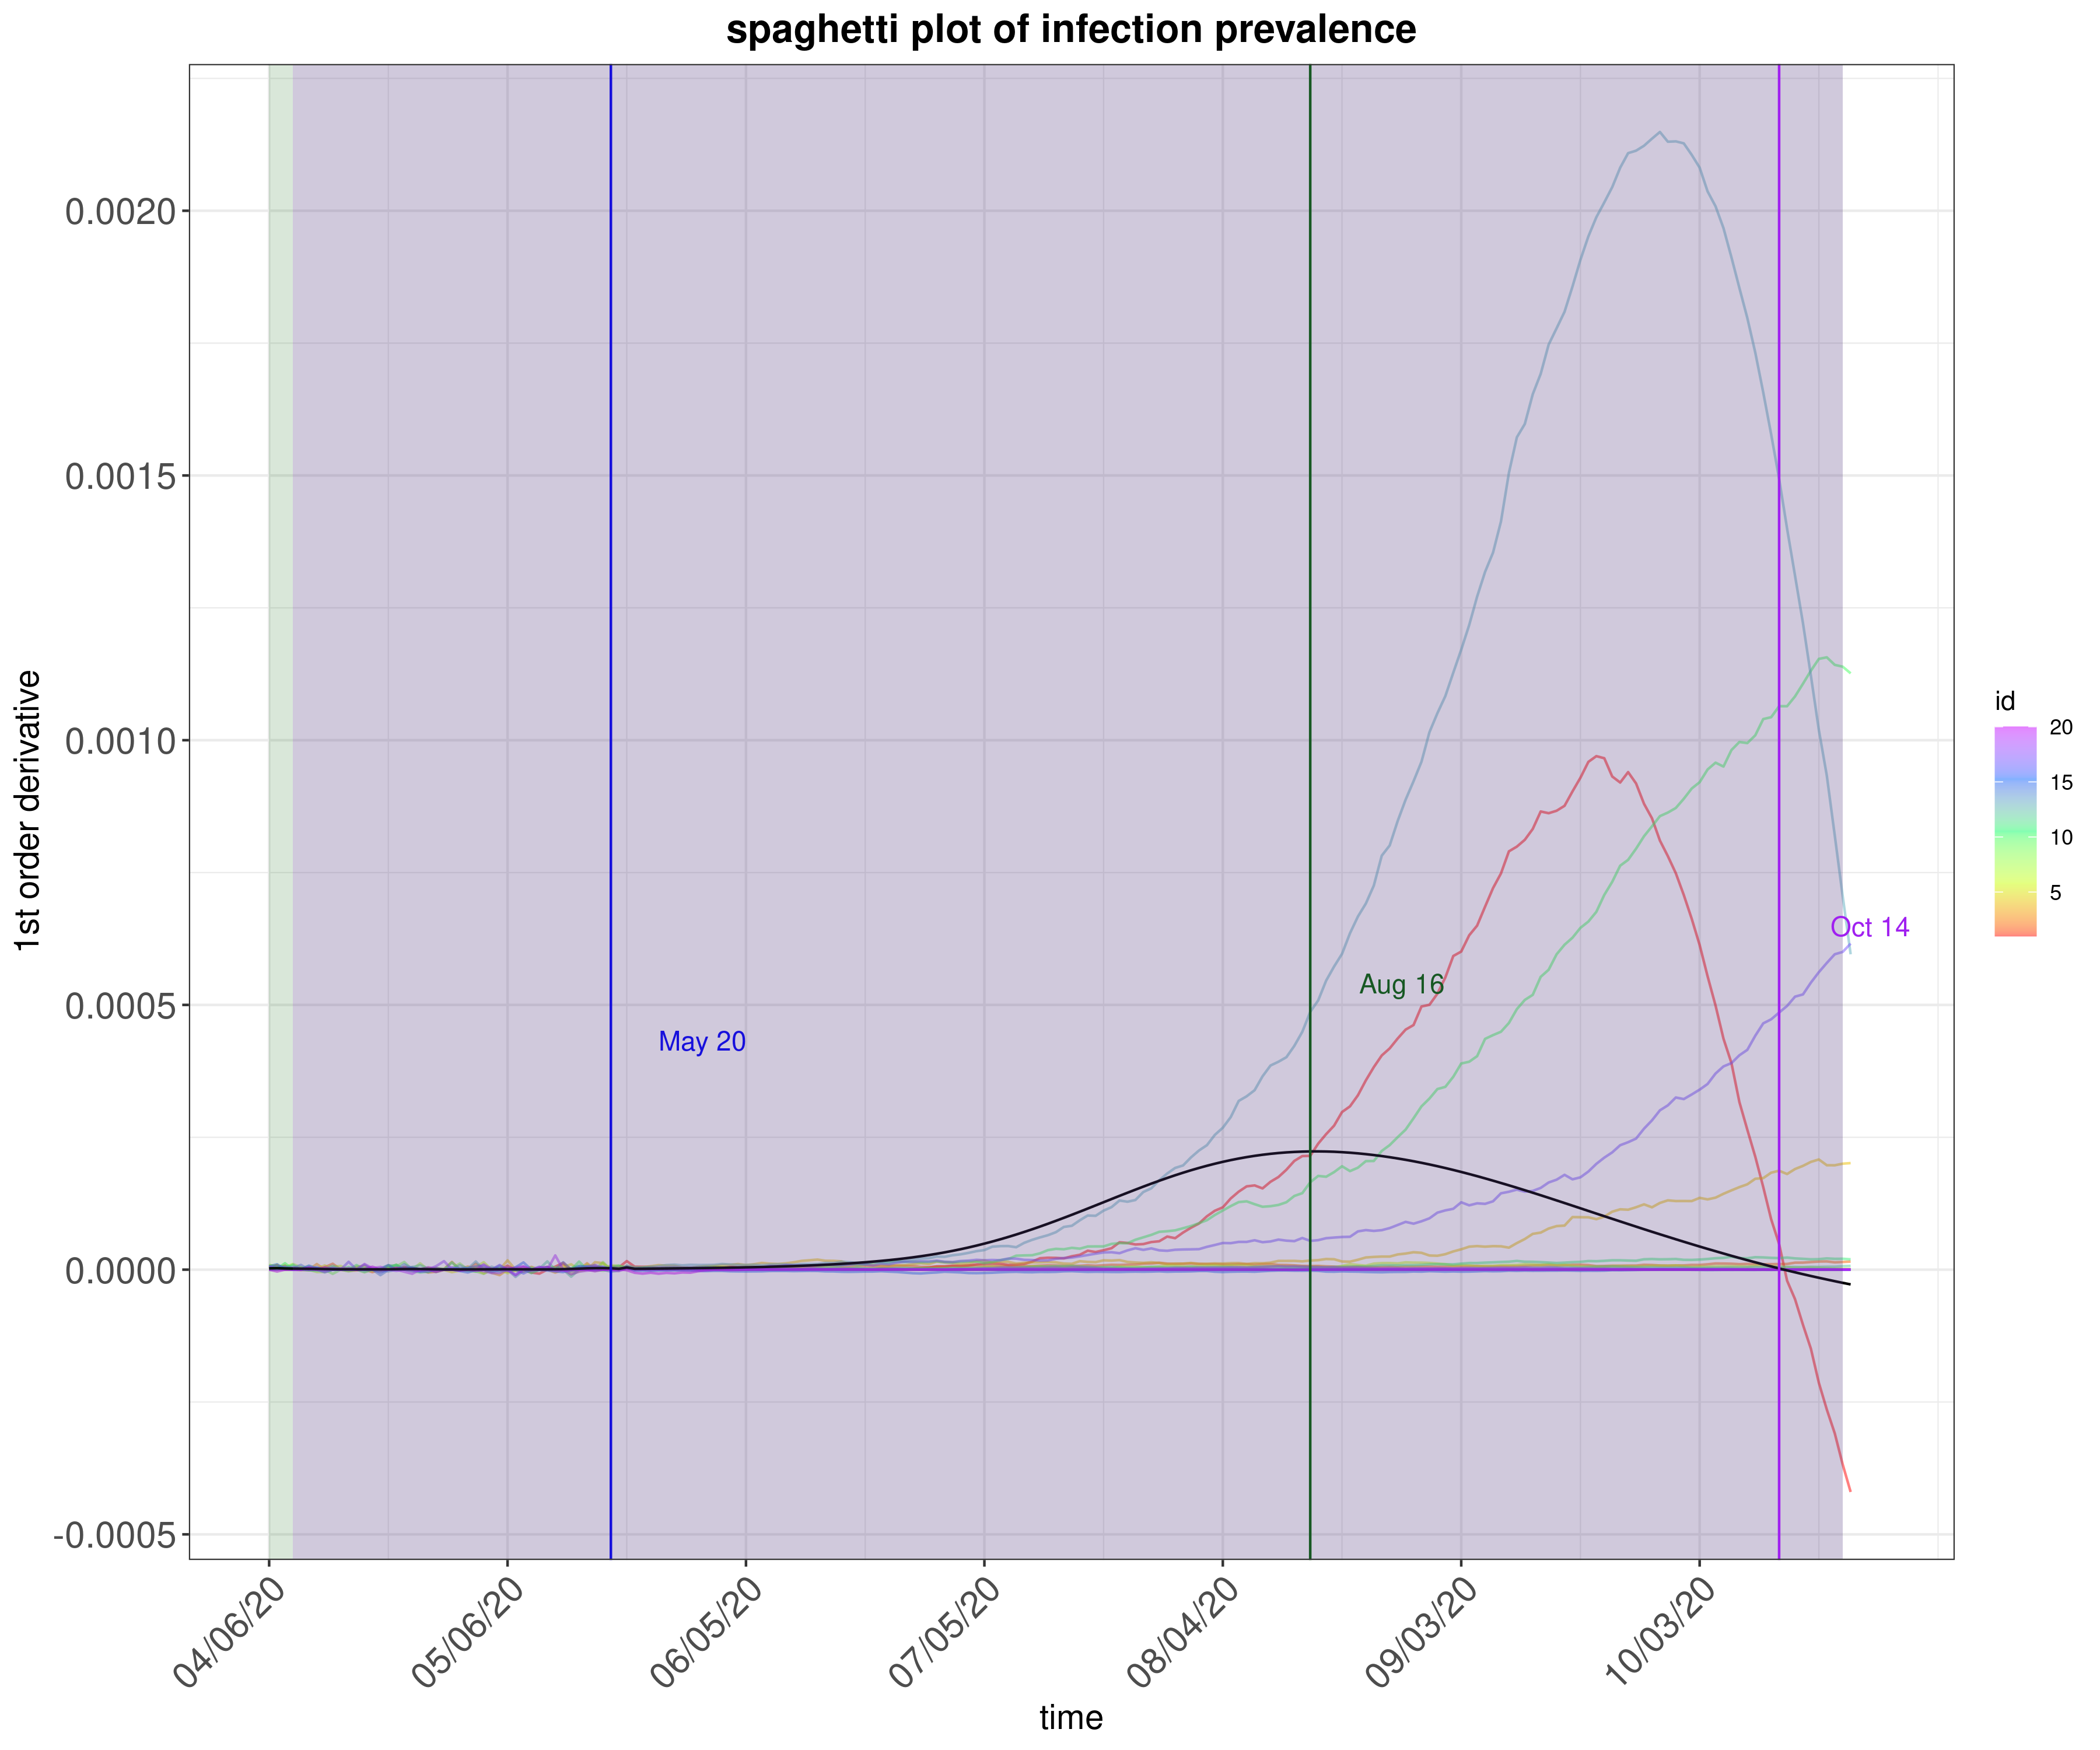 spaghetti plot of infection prevalence
1st order derivative
0.0020
0.0015
0.0010
0.0005
0.0000
-0.0005
May 20
Aug 16
Oct 14
id
20
15
10
5
04/06/20
05/06/20
06/05/20
07/05/20
08/04/20
09/03/20
10/03/20
time